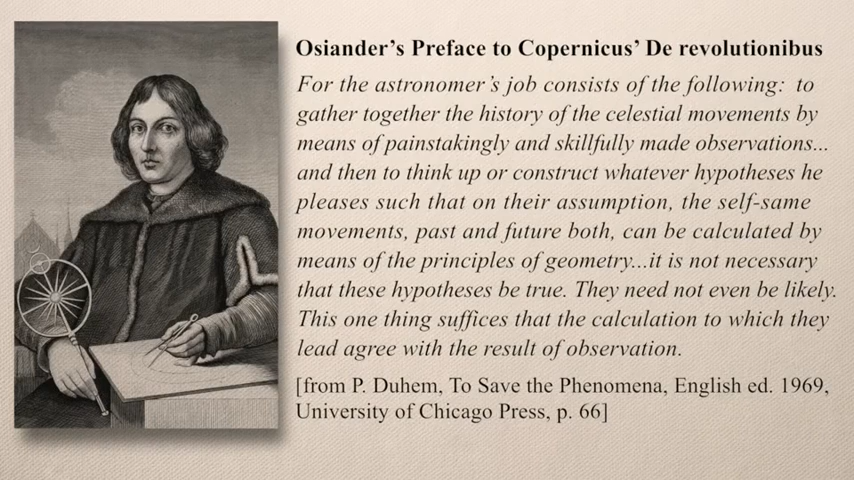 Osiander’s Preface to Copernicus’ De revolutionibus
For the astronomer’s job consists of the following: to
gather together the history of the celestial movements by
means of painstakingly and skillfully made observations...
and then to think up or construct whatever hypotheses he
pleases such that on their assumption, the self-same
movements, past and future both, can be calculated by
means of the principles of geometry...it is not necessary
that these hypotheses be true. They need not even be likely.
This one thing suffices that the calculation to which they
lead agree with the result of observation.
[from P. Duhem, To Save the Phenomena, English ed. 1969,
University of Chicago Press, p. 66]